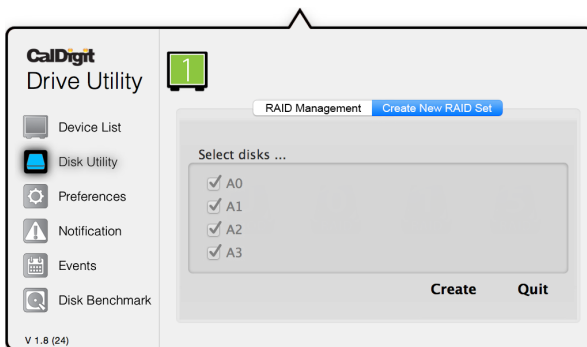 CalDigit
Drive Utility
1
RAID Management
Create New RAID Set
Device List
Disk Utility
Preferences
Notification
Events
Disk Benchmark
V 1.8 (24)
Select disks ...
A0
A1
A2
A3
Create
Quit